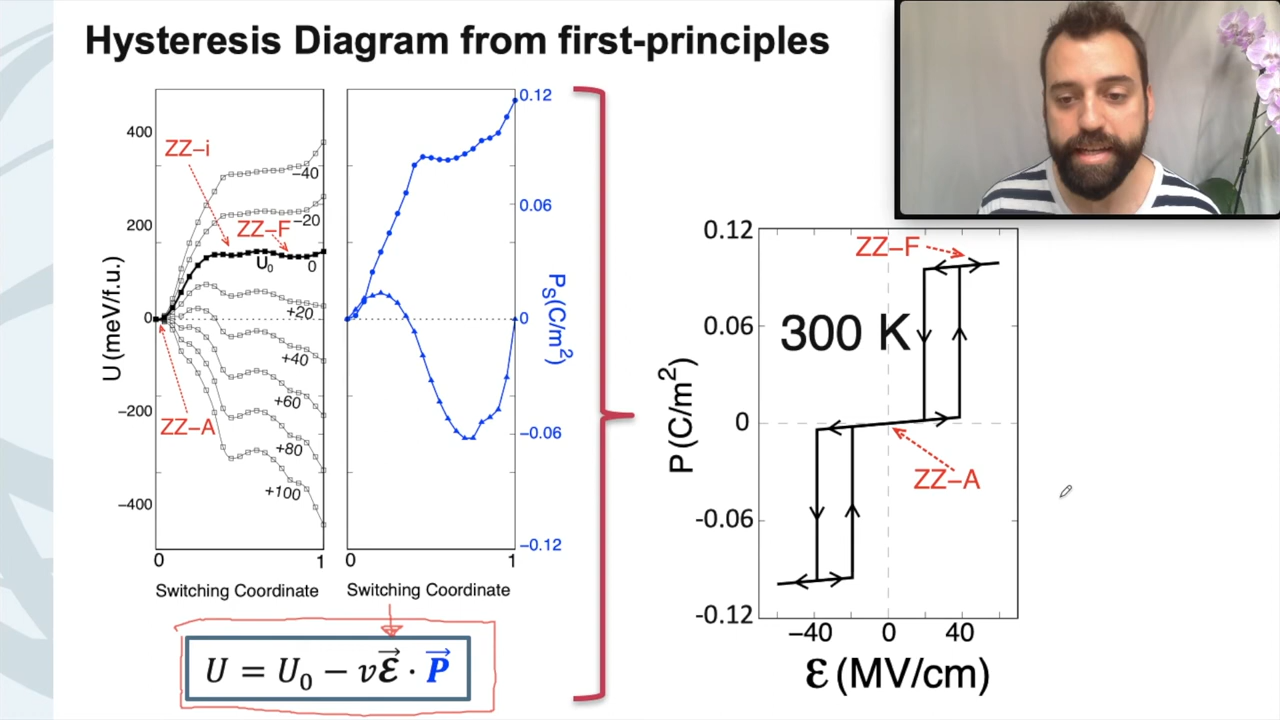 Hysteresis Diagram from first-principles
400
200
0
−200
−400
U (meV/f.u.)
ZZ−i
−40
ZZ−F
−20
U₀
0
+20
+40
+60
+80
+100
ZZ−A
0
1
Switching Coordinate
0.12
0.06
0
−0.06
−0.12
Pₛ(C/m²)
0
1
Switching Coordinate
U = U₀ − vℇ⃗ · P⃗
0.12
0.06
0
-0.06
-0.12
P(C/m²)
ZZ−F
300 K
ZZ−A
−40
0
40
ℇ(MV/cm)